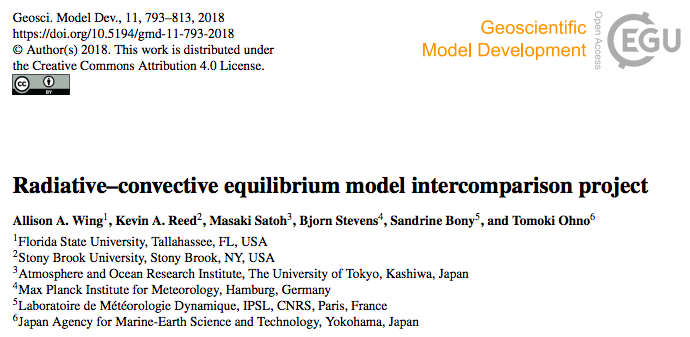 Geosci. Model Dev., 11, 793–813, 2018
https://doi.org/10.5194/gmd-11-793-2018
© Author(s) 2018. This work is distributed under
the Creative Commons Attribution 4.0 License.
CC BY
Geoscientific
Model Development
Open Access
EGU
Radiative–convective equilibrium model intercomparison project
Allison A. Wing1, Kevin A. Reed2, Masaki Satoh3, Bjorn Stevens4, Sandrine Bony5, and Tomoki Ohno6
1Florida State University, Tallahassee, FL, USA
2Stony Brook University, Stony Brook, NY, USA
3Atmosphere and Ocean Research Institute, The University of Tokyo, Kashiwa, Japan
4Max Planck Institute for Meteorology, Hamburg, Germany
5Laboratoire de Météorologie Dynamique, IPSL, CNRS, Paris, France
6Japan Agency for Marine-Earth Science and Technology, Yokohama, Japan